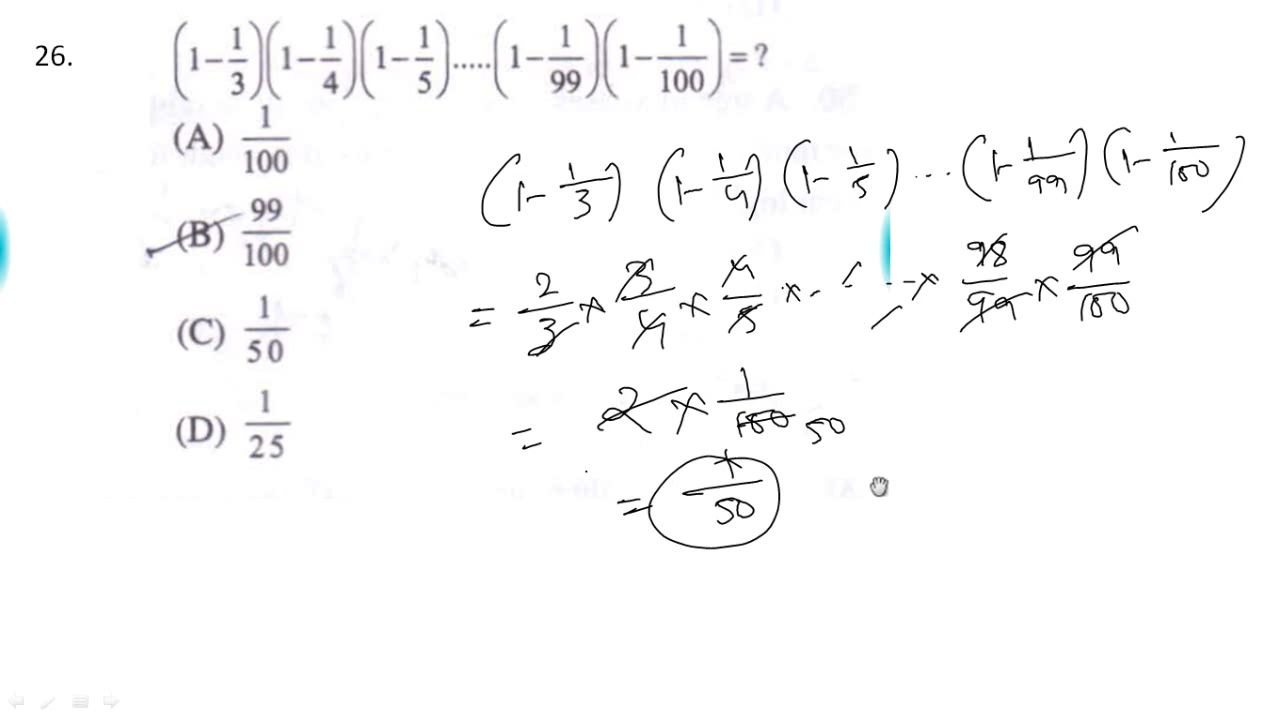 26. (1-1/3)(1-1/4)(1-1/5).....(1-1/99)(1-1/100)=?
(A) 1/100
(B) 99/100
(C) 1/50
(D) 1/25
(1-1/3) (1-1/4) (1-1/5) ... (1-1/99) (1-1/100)
= 2/3 × 3/4 × 4/5 × ... × 98/99 × 99/100
= 2 × 1/100 50
= 1/50